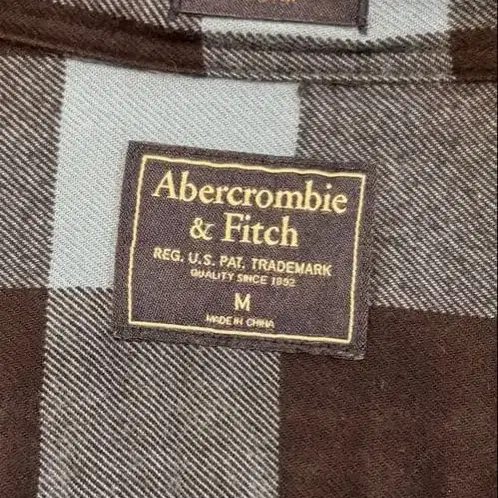 Abercrombie
& Fitch
REG. U.S. PAT. TRADEMARK
QUALITY SINCE 1892
M
MADE IN CHINA